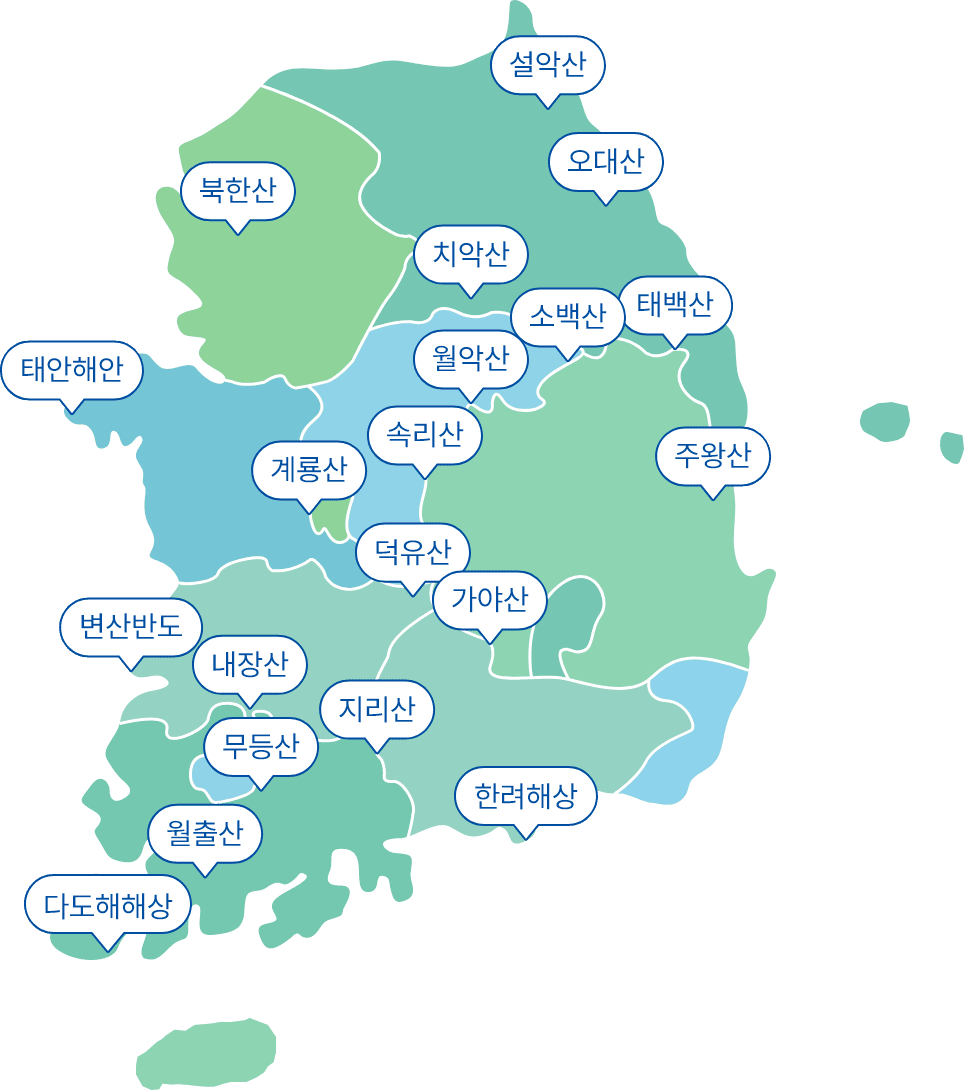 설악산
오대산
북한산
치악산
태백산
소백산
월악산
태안해안
속리산
주왕산
계룡산
덕유산
가야산
변산반도
내장산
지리산
무등산
한려해상
월출산
다도해해상